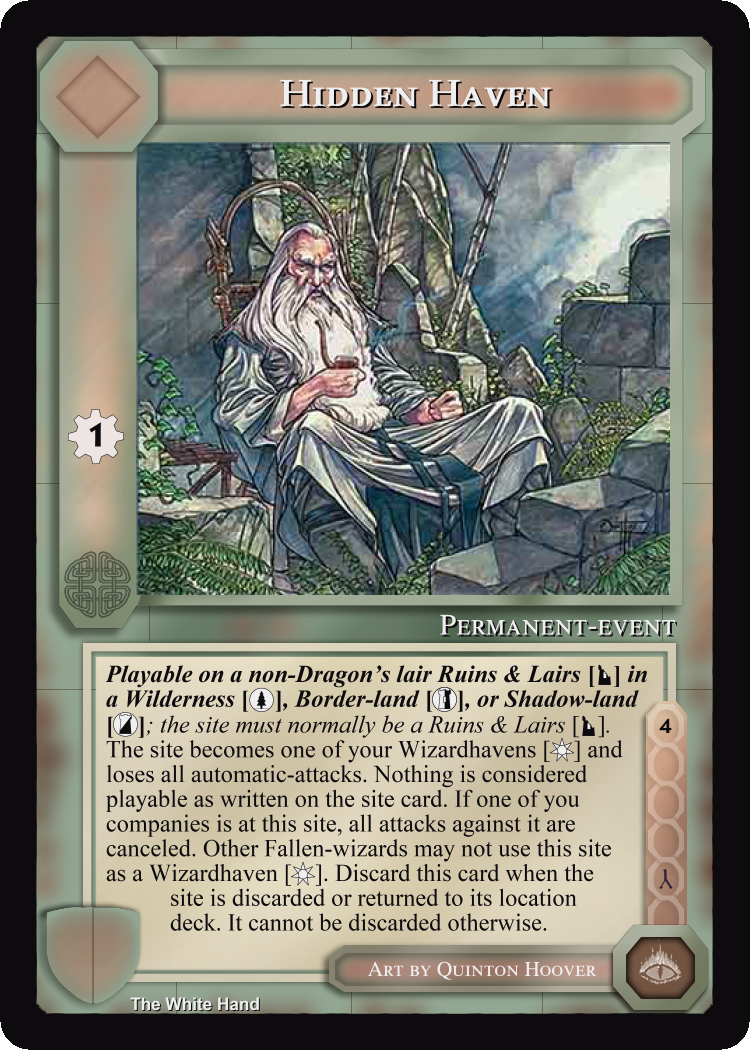 Hidden Haven
1
Permanent-event
Playable on a non-Dragon's lair Ruins & Lairs [ ] in
a Wilderness [ ], Border-land [ ], or Shadow-land
[ ]; the site must normally be a Ruins & Lairs [ ].
The site becomes one of your Wizardhavens [ ] and
loses all automatic-attacks. Nothing is considered
playable as written on the site card. If one of you
companies is at this site, all attacks against it are
canceled. Other Fallen-wizards may not use this site
as a Wizardhaven [ ]. Discard this card when the
site is discarded or returned to its location
deck. It cannot be discarded otherwise.
4
Art by Quinton Hoover
The White Hand